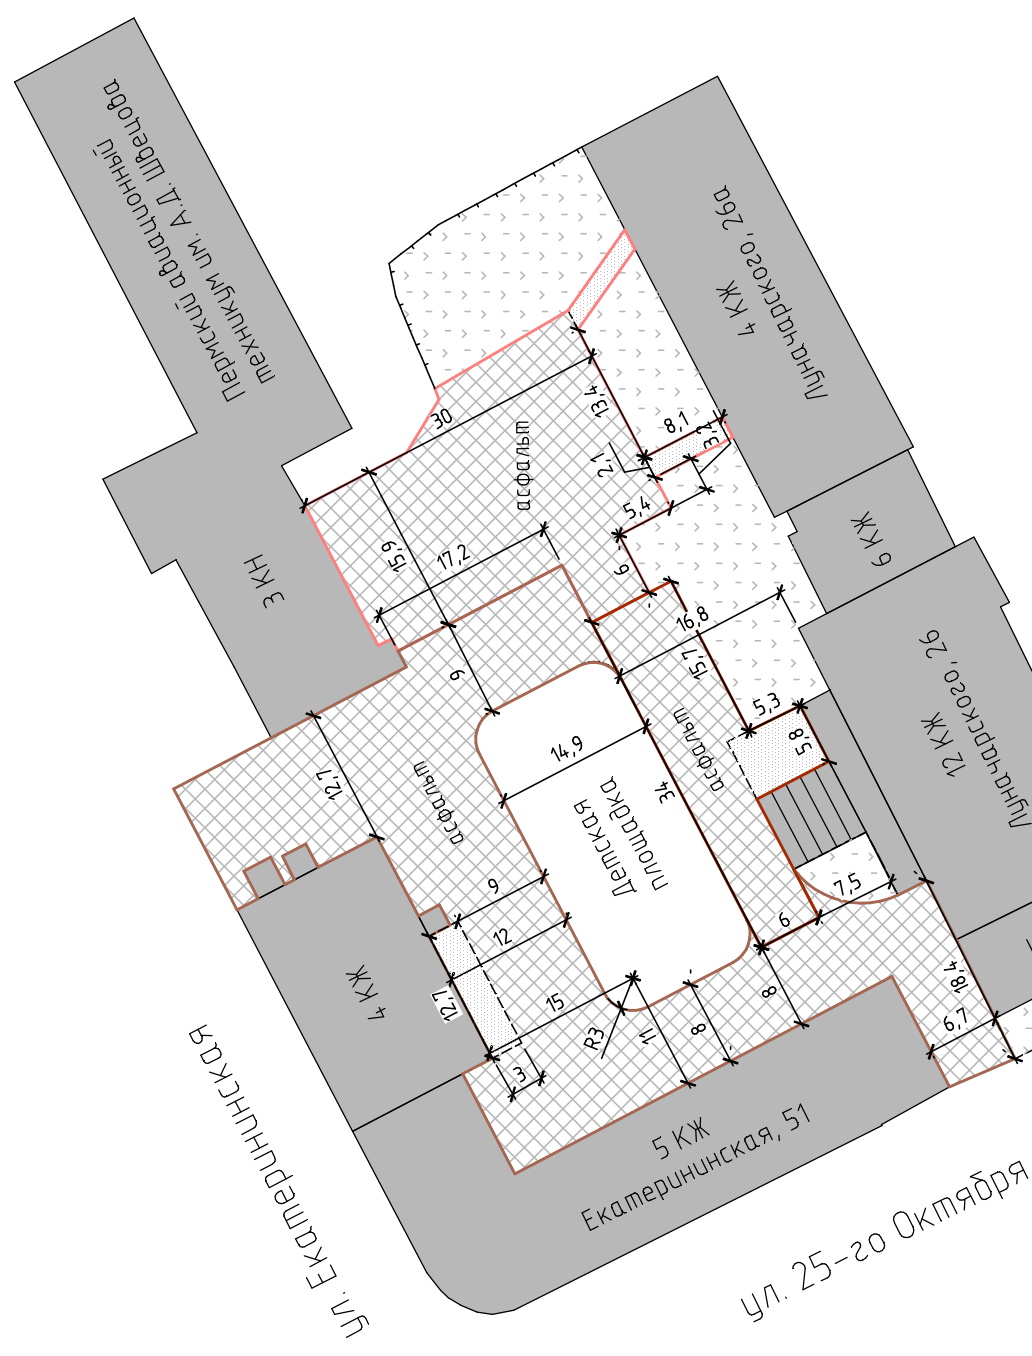 Пермский авиационный
техникум им. А.Д. Швецова
4 КЖ
Луначарского, 26а
30
13,4
8,1
3,2
2,1
асфальт
5,4
6 КЖ
3 КН
15,9
17,2
6
16,8
15,7
9
5,3
5,8
12 КЖ
Луначарского, 26
12,7
14,9
асфальт
асфальт
34
Детская
площадка
9
12
7,5
6
4 КЖ
12,7
15
18,4
6,7
8
R3
11
8
3
5 КЖ
Екатерининская, 51
ул. Екатерининская
ул. 25-го Октября